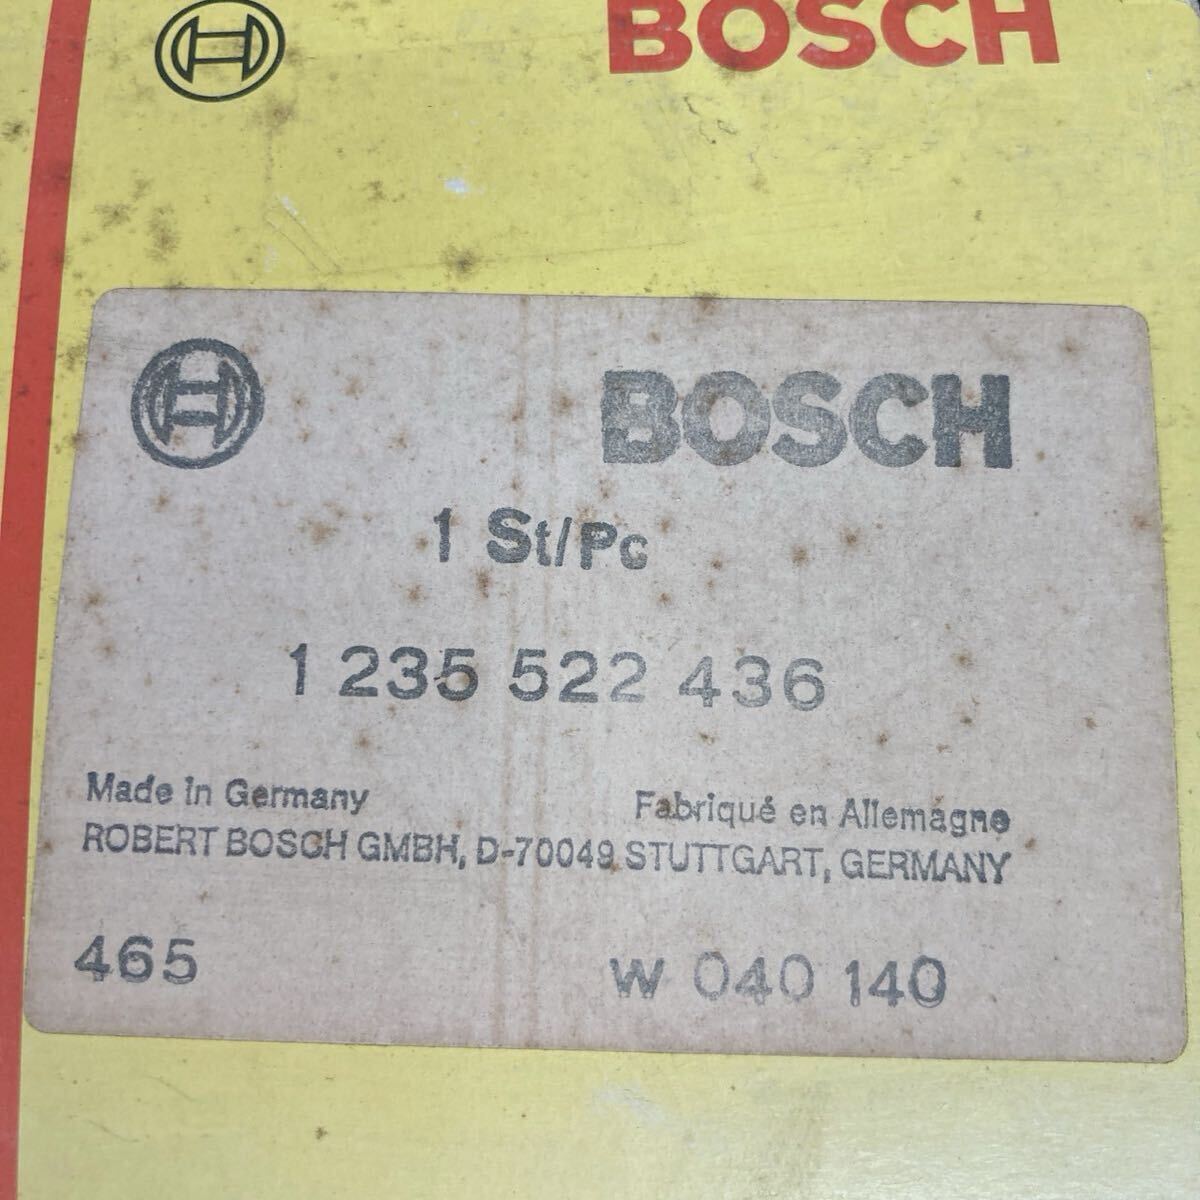 BOSCH
BOSCH
1 St/Pc
1 235 522 436
Made in Germany Fabriqué en Allemagne
ROBERT BOSCH GMBH, D-70049 STUTTGART, GERMANY
465 W 040 140